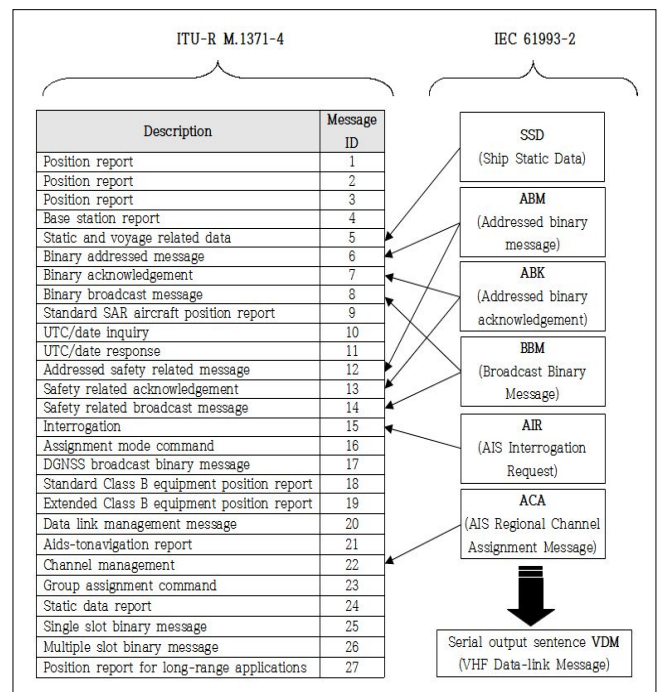 ITU-R M.1371-4
IEC 61993-2
Description
Message
ID
Position report 1
Position report 2
Position report 3
Base station report 4
Static and voyage related data 5
Binary addressed message 6
Binary acknowledgement 7
Binary broadcast message 8
Standard SAR aircraft position report 9
UTC/date inquiry 10
UTC/date response 11
Addressed safety related message 12
Safety related acknowledgement 13
Safety related broadcast message 14
Interrogation 15
Assignment mode command 16
DGNSS broadcast binary message 17
Standard Class B equipment position report 18
Extended Class B equipment position report 19
Data link management message 20
Aids-tonavigation report 21
Channel management 22
Group assignment command 23
Static data report 24
Single slot binary message 25
Multiple slot binary message 26
Position report for long-range applications 27
SSD
(Ship Static Data)
ABM
(Addressed binary
message)
ABK
(Addressed binary
acknowledgement)
BBM
(Broadcast Binary
Message)
AIR
(AIS Interrogation
Request)
ACA
(AIS Regional Channel
Assignment Message)
Serial output sentence VDM
(VHF Data-link Message)